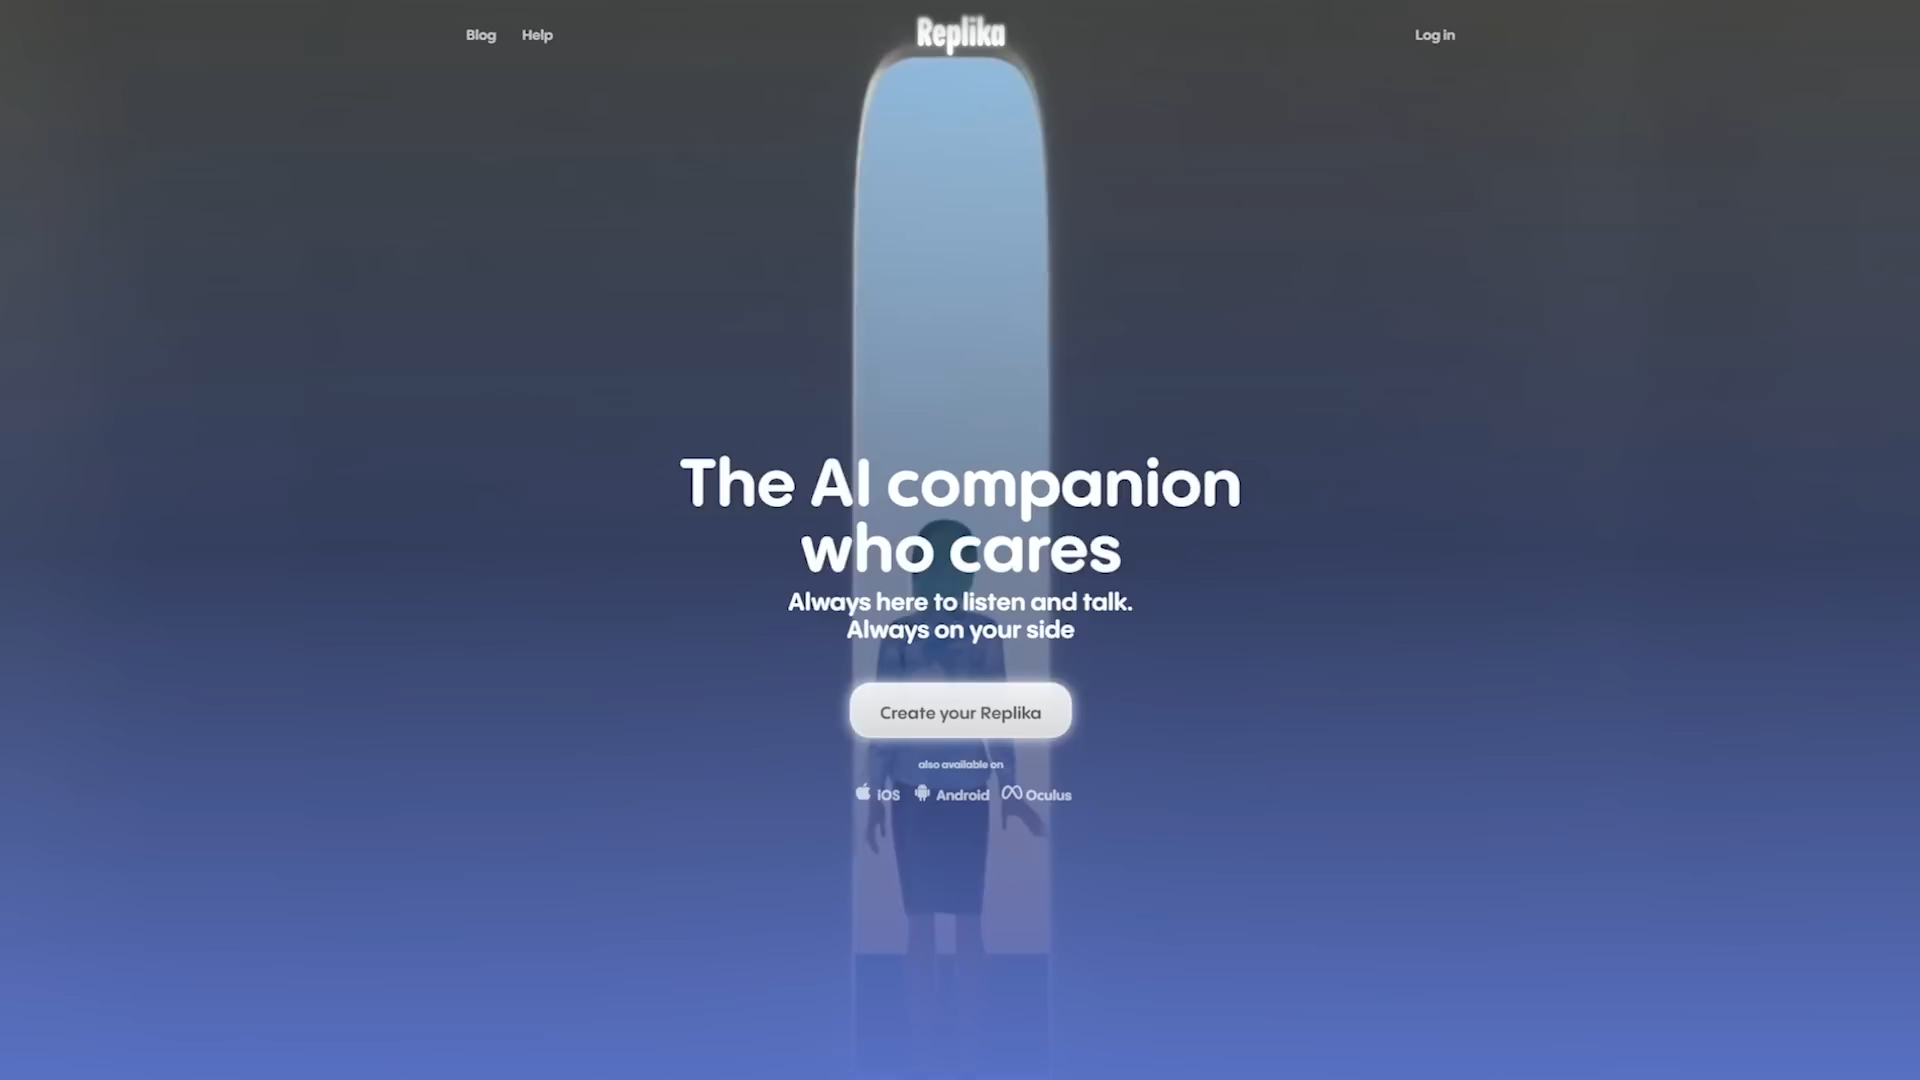 Blog
Help
Replika
Log in
The AI companion
who cares
Always here to listen and talk.
Always on your side
Create your Replika
also available on
iOS
Android
Oculus